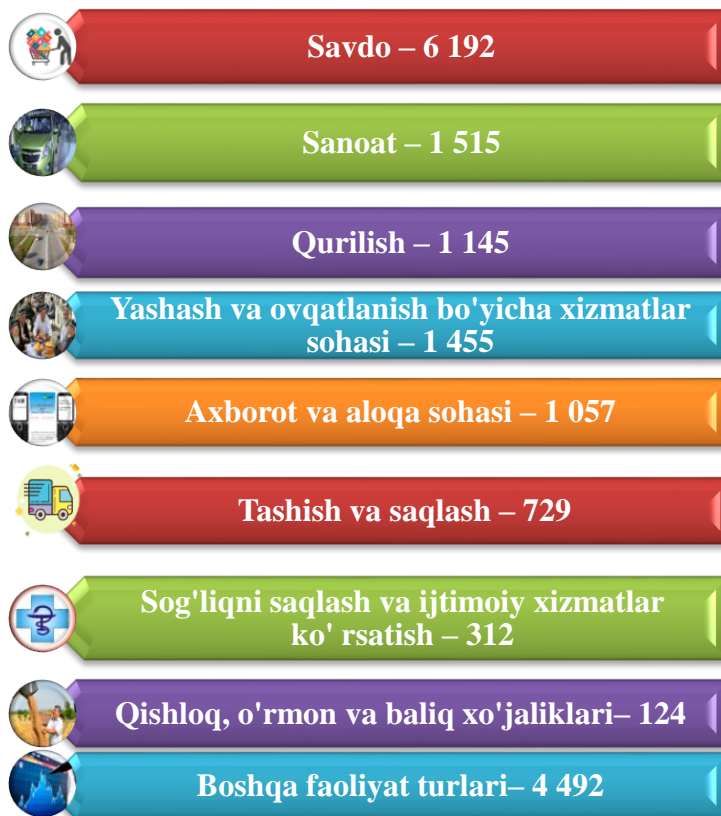 Savdo – 6 192
Sanoat – 1 515
Qurilish – 1 145
Yashash va ovqatlanish bo'yicha xizmatlar
sohasi – 1 455
Axborot va aloqa sohasi – 1 057
Tashish va saqlash – 729
Sog'liqni saqlash va ijtimoiy xizmatlar
ko' rsatish – 312
Qishloq, o'rmon va baliq xo'jaliklari– 124
Boshqa faoliyat turlari– 4 492